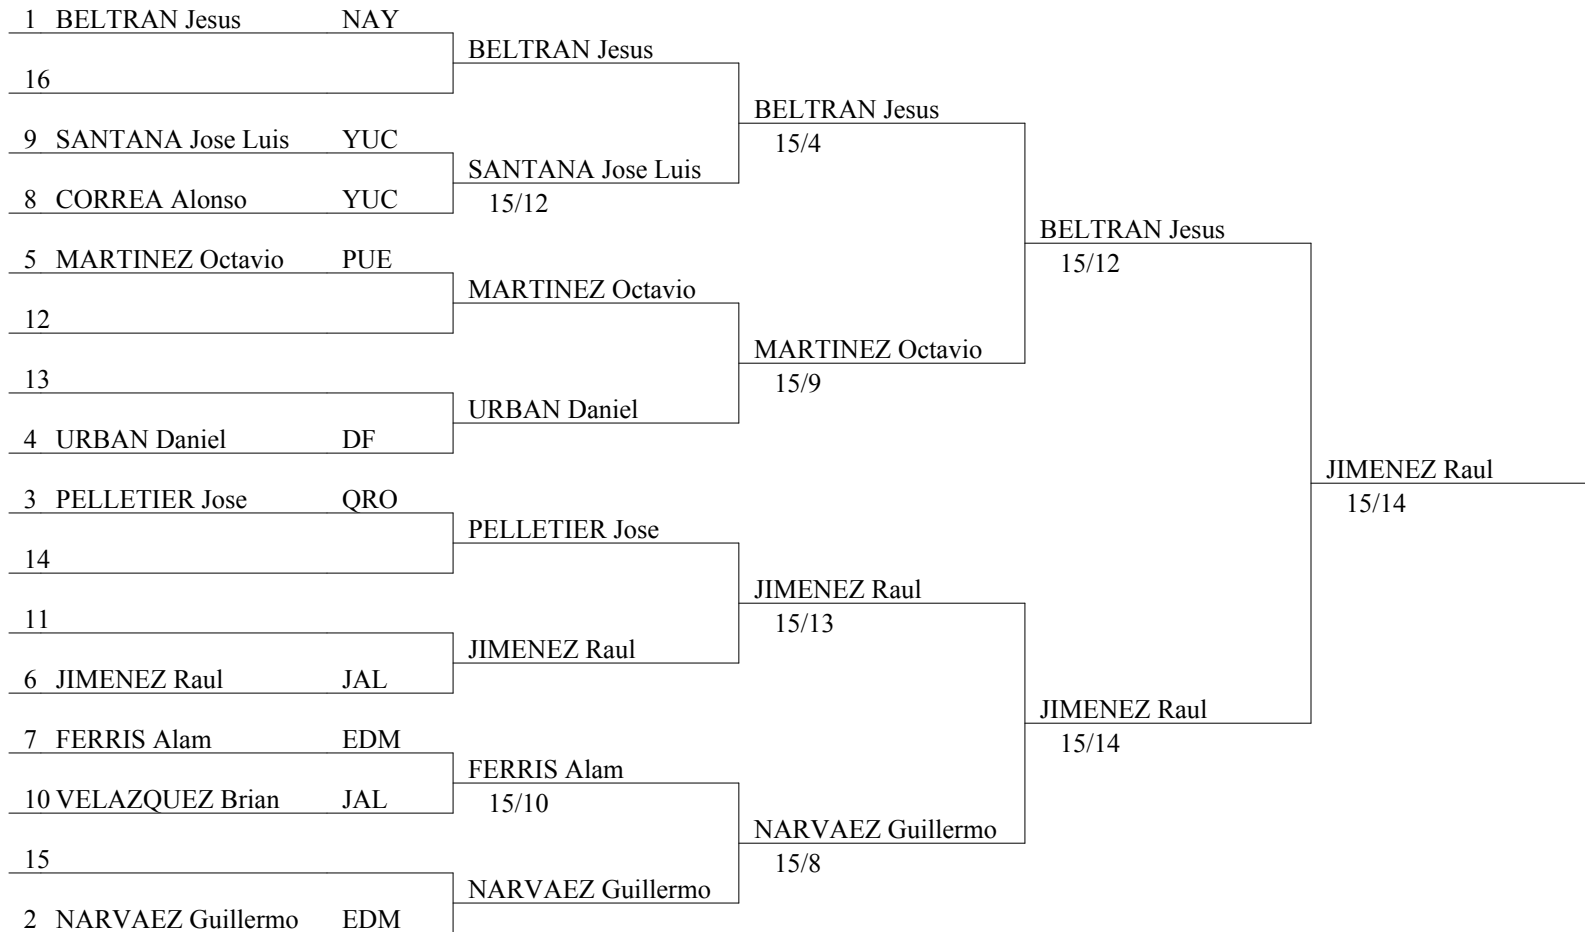 1 BELTRAN Jesus NAY
BELTRAN Jesus
16
BELTRAN Jesus
15/4
9 SANTANA Jose Luis YUC
SANTANA Jose Luis
15/12
8 CORREA Alonso YUC
BELTRAN Jesus
15/12
5 MARTINEZ Octavio PUE
MARTINEZ Octavio
12
MARTINEZ Octavio
15/9
13
URBAN Daniel
4 URBAN Daniel DF
JIMENEZ Raul
15/14
3 PELLETIER Jose QRO
PELLETIER Jose
14
JIMENEZ Raul
15/13
11
JIMENEZ Raul
6 JIMENEZ Raul JAL
JIMENEZ Raul
15/14
7 FERRIS Alam EDM
FERRIS Alam
15/10
10 VELAZQUEZ Brian JAL
NARVAEZ Guillermo
15/8
15
NARVAEZ Guillermo
2 NARVAEZ Guillermo EDM